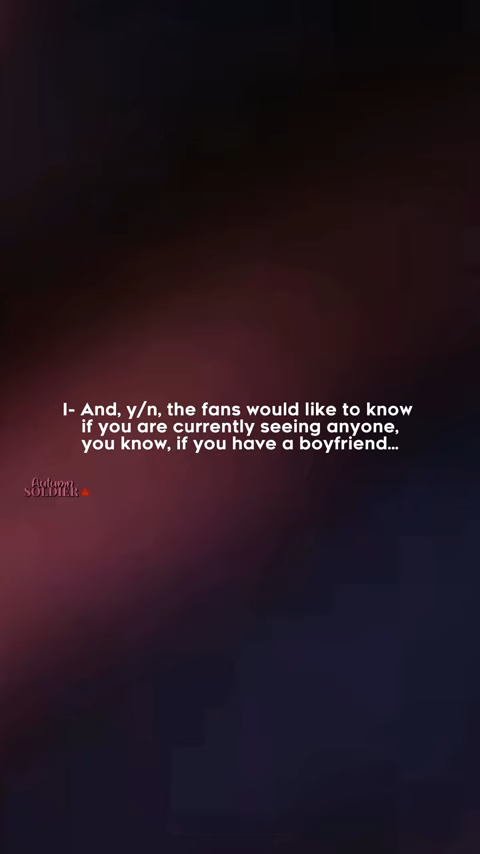 I- And, y/n, the fans would like to know
if you are currently seeing anyone,
you know, if you have a boyfriend...
Autumn
SOLDIER